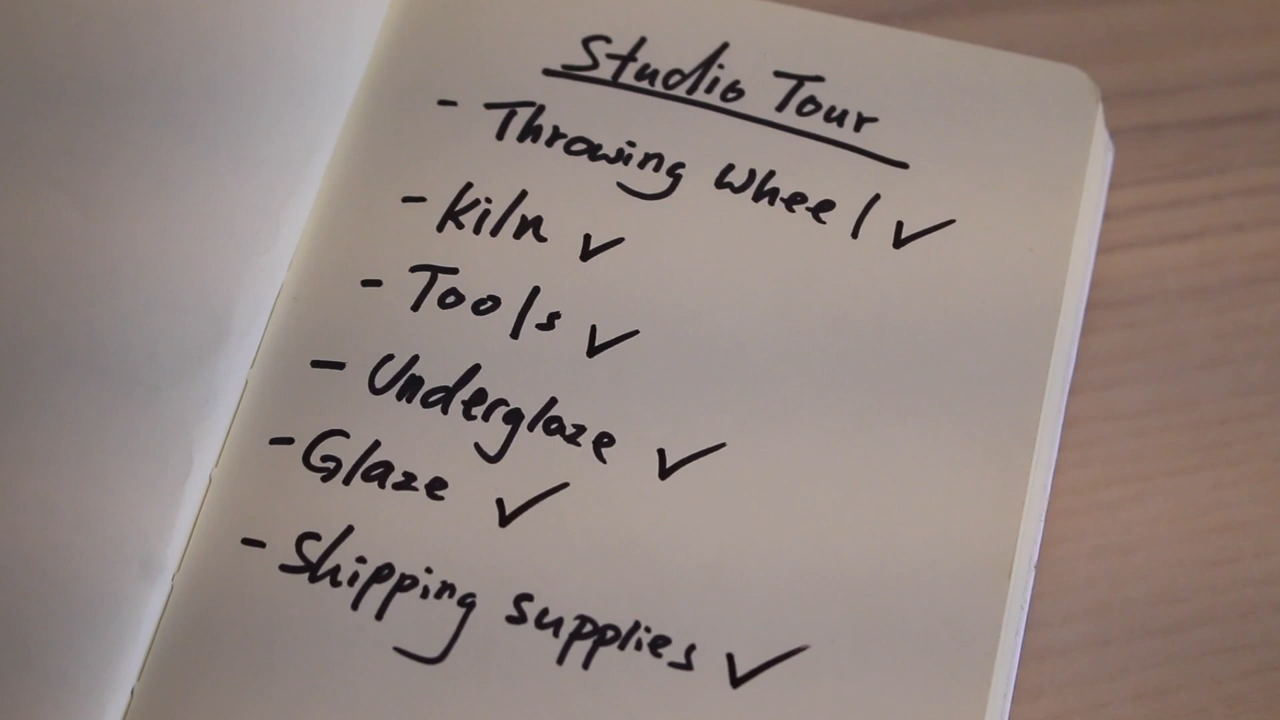 Studio Tour
- Throwing wheel ✓
- Kiln ✓
- Tools ✓
- Underglaze ✓
- Glaze ✓
- Shipping supplies ✓